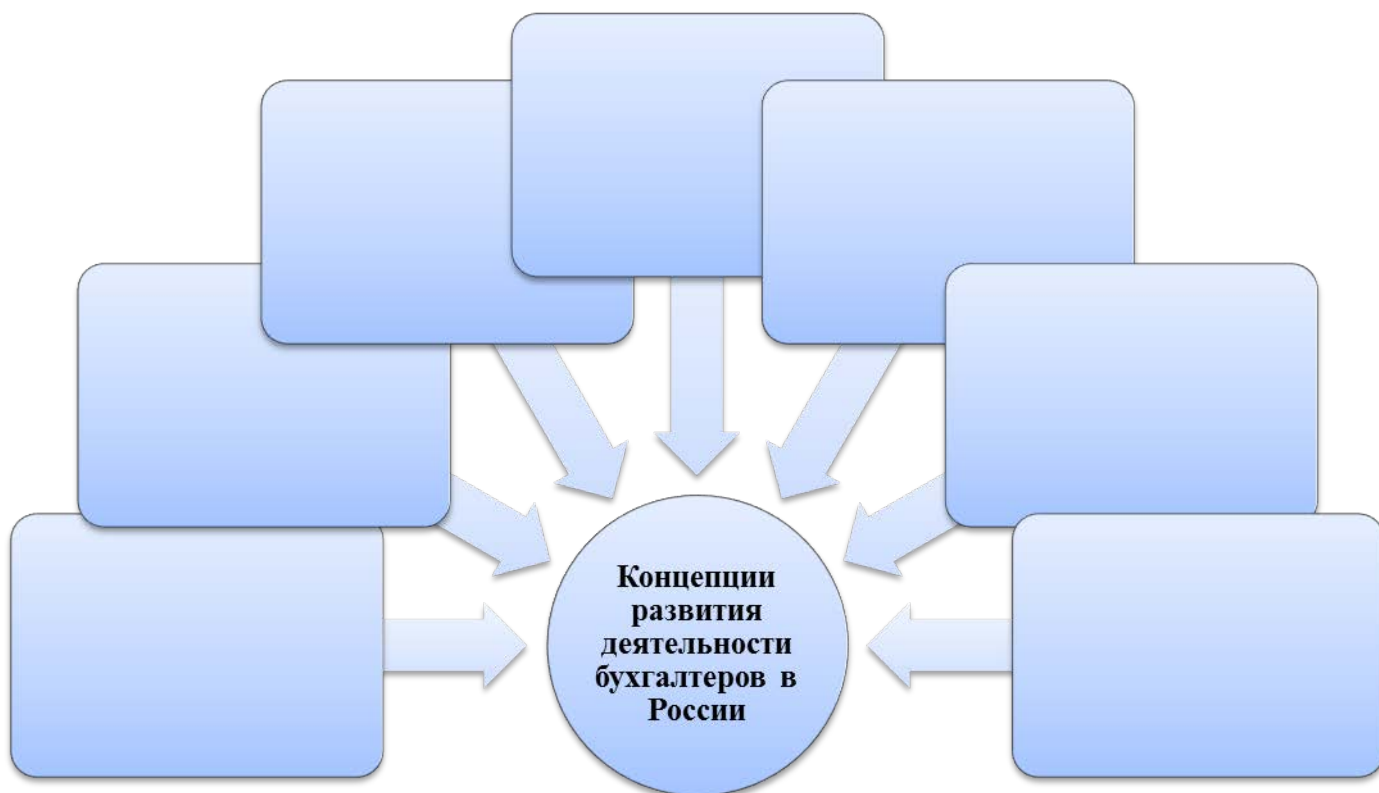 Концепции
развития
деятельности
бухгалтеров в
России